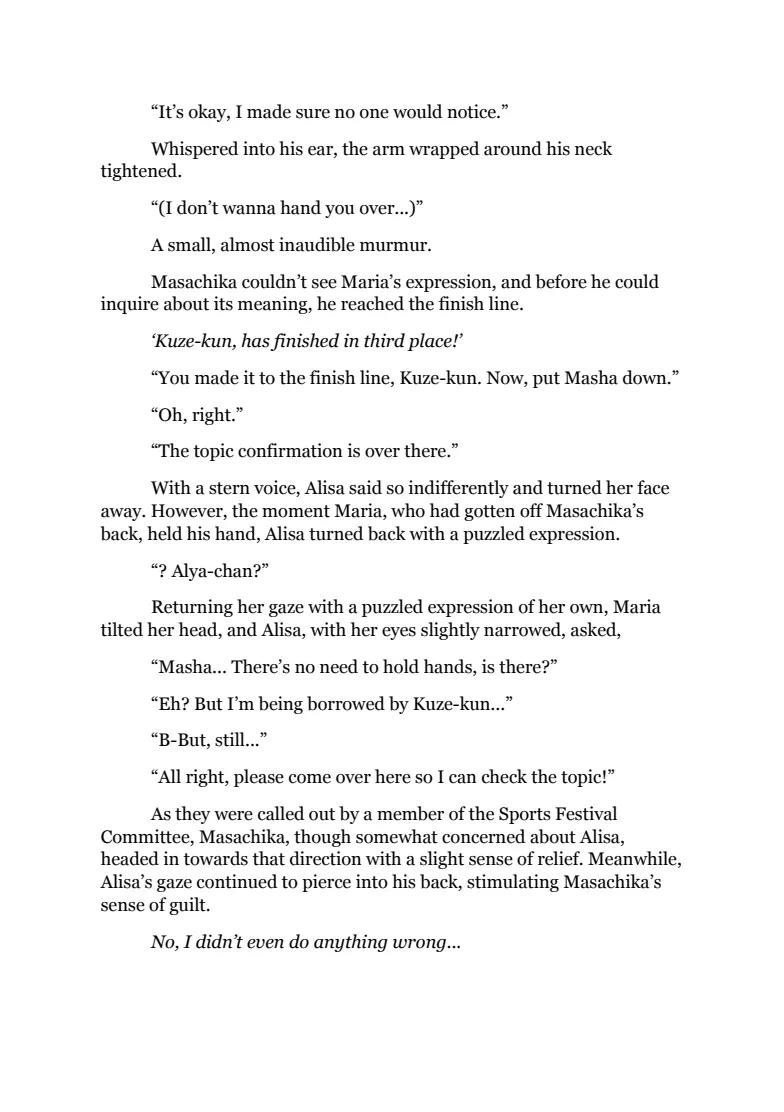 “It’s okay, I made sure no one would notice.”
Whispered into his ear, the arm wrapped around his neck
tightened.
“(I don’t wanna hand you over...)”
A small, almost inaudible murmur.
Masachika couldn’t see Maria’s expression, and before he could
inquire about its meaning, he reached the finish line.
‘Kuze-kun, has finished in third place!’
“You made it to the finish line, Kuze-kun. Now, put Masha down.”
“Oh, right.”
“The topic confirmation is over there.”
With a stern voice, Alisa said so indifferently and turned her face
away. However, the moment Maria, who had gotten off Masachika’s
back, held his hand, Alisa turned back with a puzzled expression.
“? Alya-chan?”
Returning her gaze with a puzzled expression of her own, Maria
tilted her head, and Alisa, with her eyes slightly narrowed, asked,
“Masha... There’s no need to hold hands, is there?”
“Eh? But I’m being borrowed by Kuze-kun...”
“B-But, still...”
“All right, please come over here so I can check the topic!”
As they were called out by a member of the Sports Festival
Committee, Masachika, though somewhat concerned about Alisa,
headed in towards that direction with a slight sense of relief. Meanwhile,
Alisa’s gaze continued to pierce into his back, stimulating Masachika’s
sense of guilt.
No, I didn’t even do anything wrong...